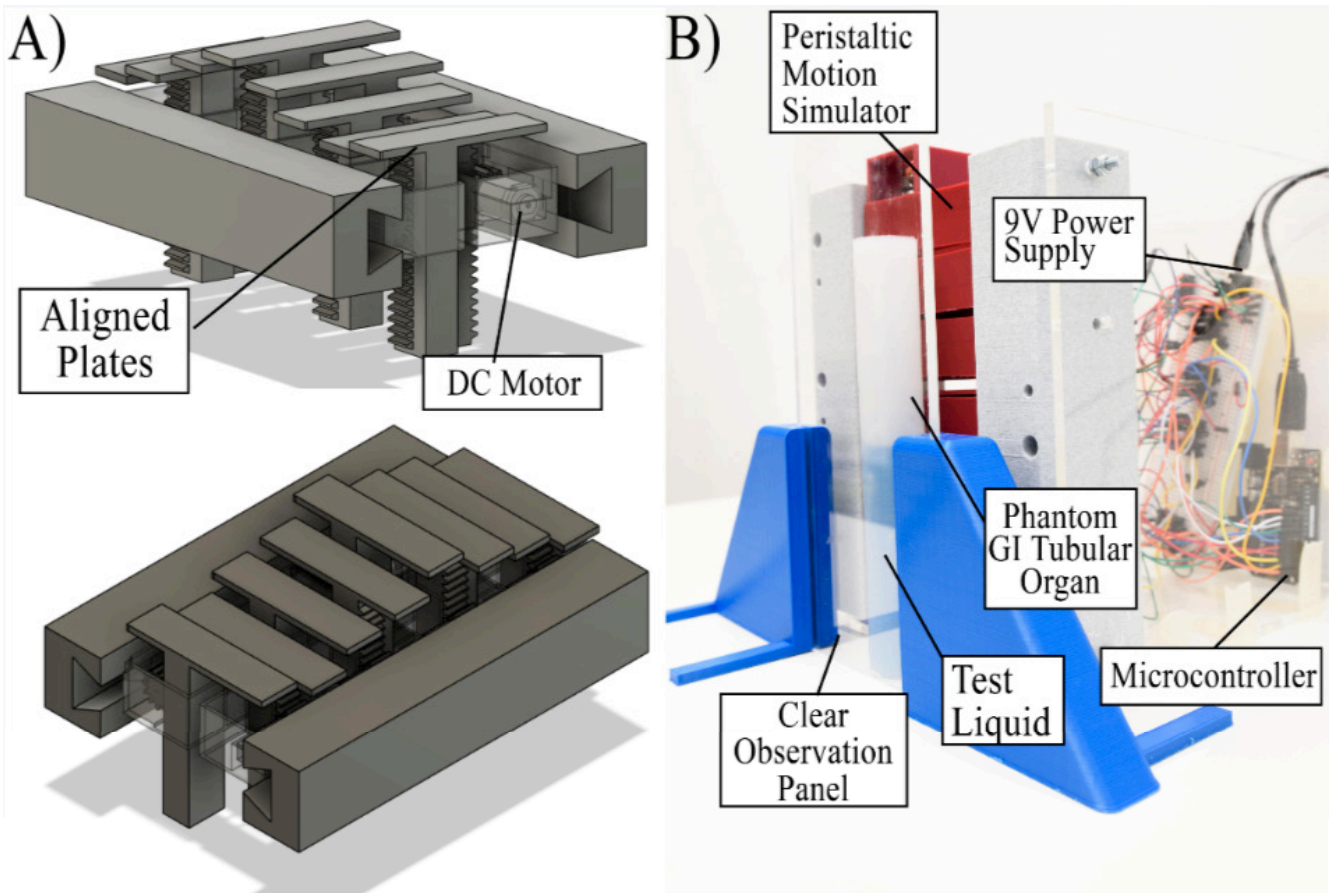 A)
Aligned
Plates
DC Motor
B)
Peristaltic
Motion
Simulator
9V Power
Supply
Phantom
GI Tubular
Organ
Microcontroller
Test
Liquid
Clear
Observation
Panel